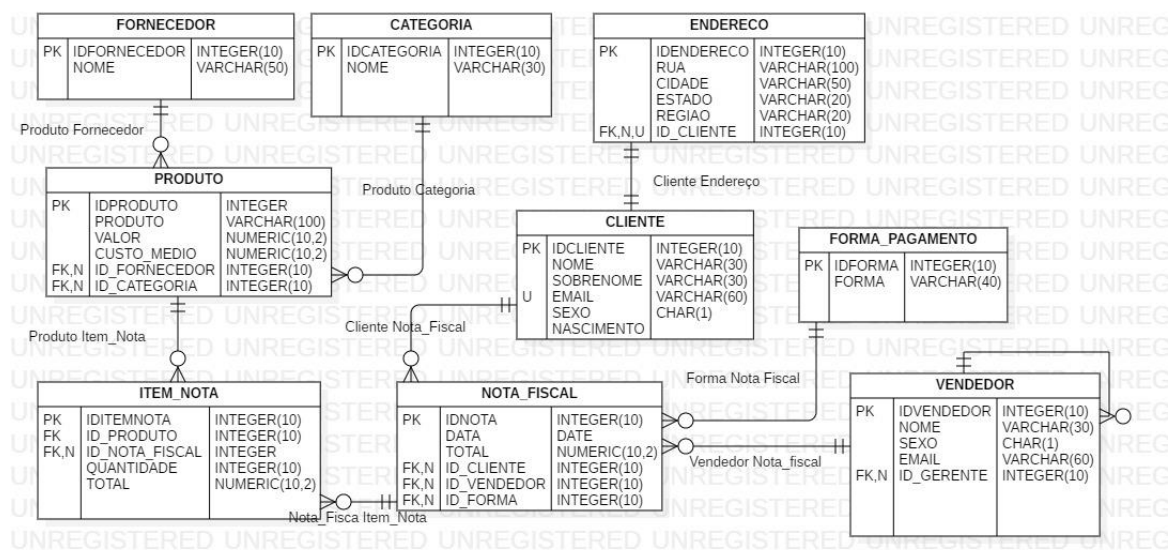 FORNECEDOR
PK IDFORNECEDOR INTEGER(10)
NOME VARCHAR(50)
CATEGORIA
PK IDCATEGORIA INTEGER(10)
NOME VARCHAR(30)
ENDERECO
PK IDENDERECO INTEGER(10)
RUA VARCHAR(100)
CIDADE VARCHAR(50)
ESTADO VARCHAR(20)
REGIAO VARCHAR(20)
FK,N,U ID_CLIENTE INTEGER(10)
Produto Fornecedor
Produto Categoria
Cliente Endereço
PRODUTO
PK IDPRODUTO INTEGER
PRODUTO VARCHAR(100)
VALOR NUMERIC(10,2)
CUSTO_MEDIO NUMERIC(10,2)
FK,N ID_FORNECEDOR INTEGER(10)
FK,N ID_CATEGORIA INTEGER(10)
CLIENTE
PK IDCLIENTE INTEGER(10)
NOME VARCHAR(30)
SOBRENOME VARCHAR(30)
U EMAIL VARCHAR(60)
SEXO CHAR(1)
NASCIMENTO
FORMA_PAGAMENTO
PK IDFORMA INTEGER(10)
FORMA VARCHAR(40)
Produto Item_Nota
Cliente Nota_Fiscal
Forma Nota Fiscal
ITEM_NOTA
PK IDITEMNOTA INTEGER(10)
FK ID_PRODUTO INTEGER(10)
FK,N ID_NOTA_FISCAL INTEGER
QUANTIDADE INTEGER(10)
TOTAL NUMERIC(10,2)
NOTA_FISCAL
PK IDNOTA INTEGER(10)
DATA DATE
TOTAL NUMERIC(10,2)
FK,N ID_CLIENTE INTEGER(10)
FK,N ID_VENDEDOR INTEGER(10)
FK,N ID_FORMA INTEGER(10)
VENDEDOR
PK IDVENDEDOR INTEGER(10)
NOME VARCHAR(30)
SEXO CHAR(1)
EMAIL VARCHAR(60)
FK,N ID_GERENTE INTEGER(10)
Vendedor Nota_fiscal
Nota_Fisca Item_Nota
UNREGISTERED